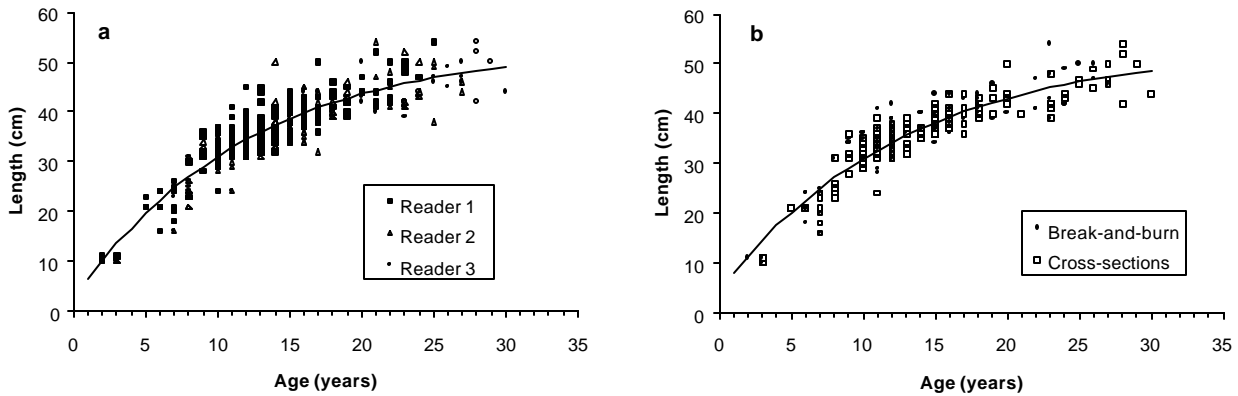 a
60
50
40
30
20
10
0
Length (cm)
Reader 1
Reader 2
Reader 3
0 5 10 15 20 25 30 35
Age (years)
b
60
50
40
30
20
10
0
Length (cm)
Break-and-burn
Cross-sections
0 5 10 15 20 25 30 35
Age (years)